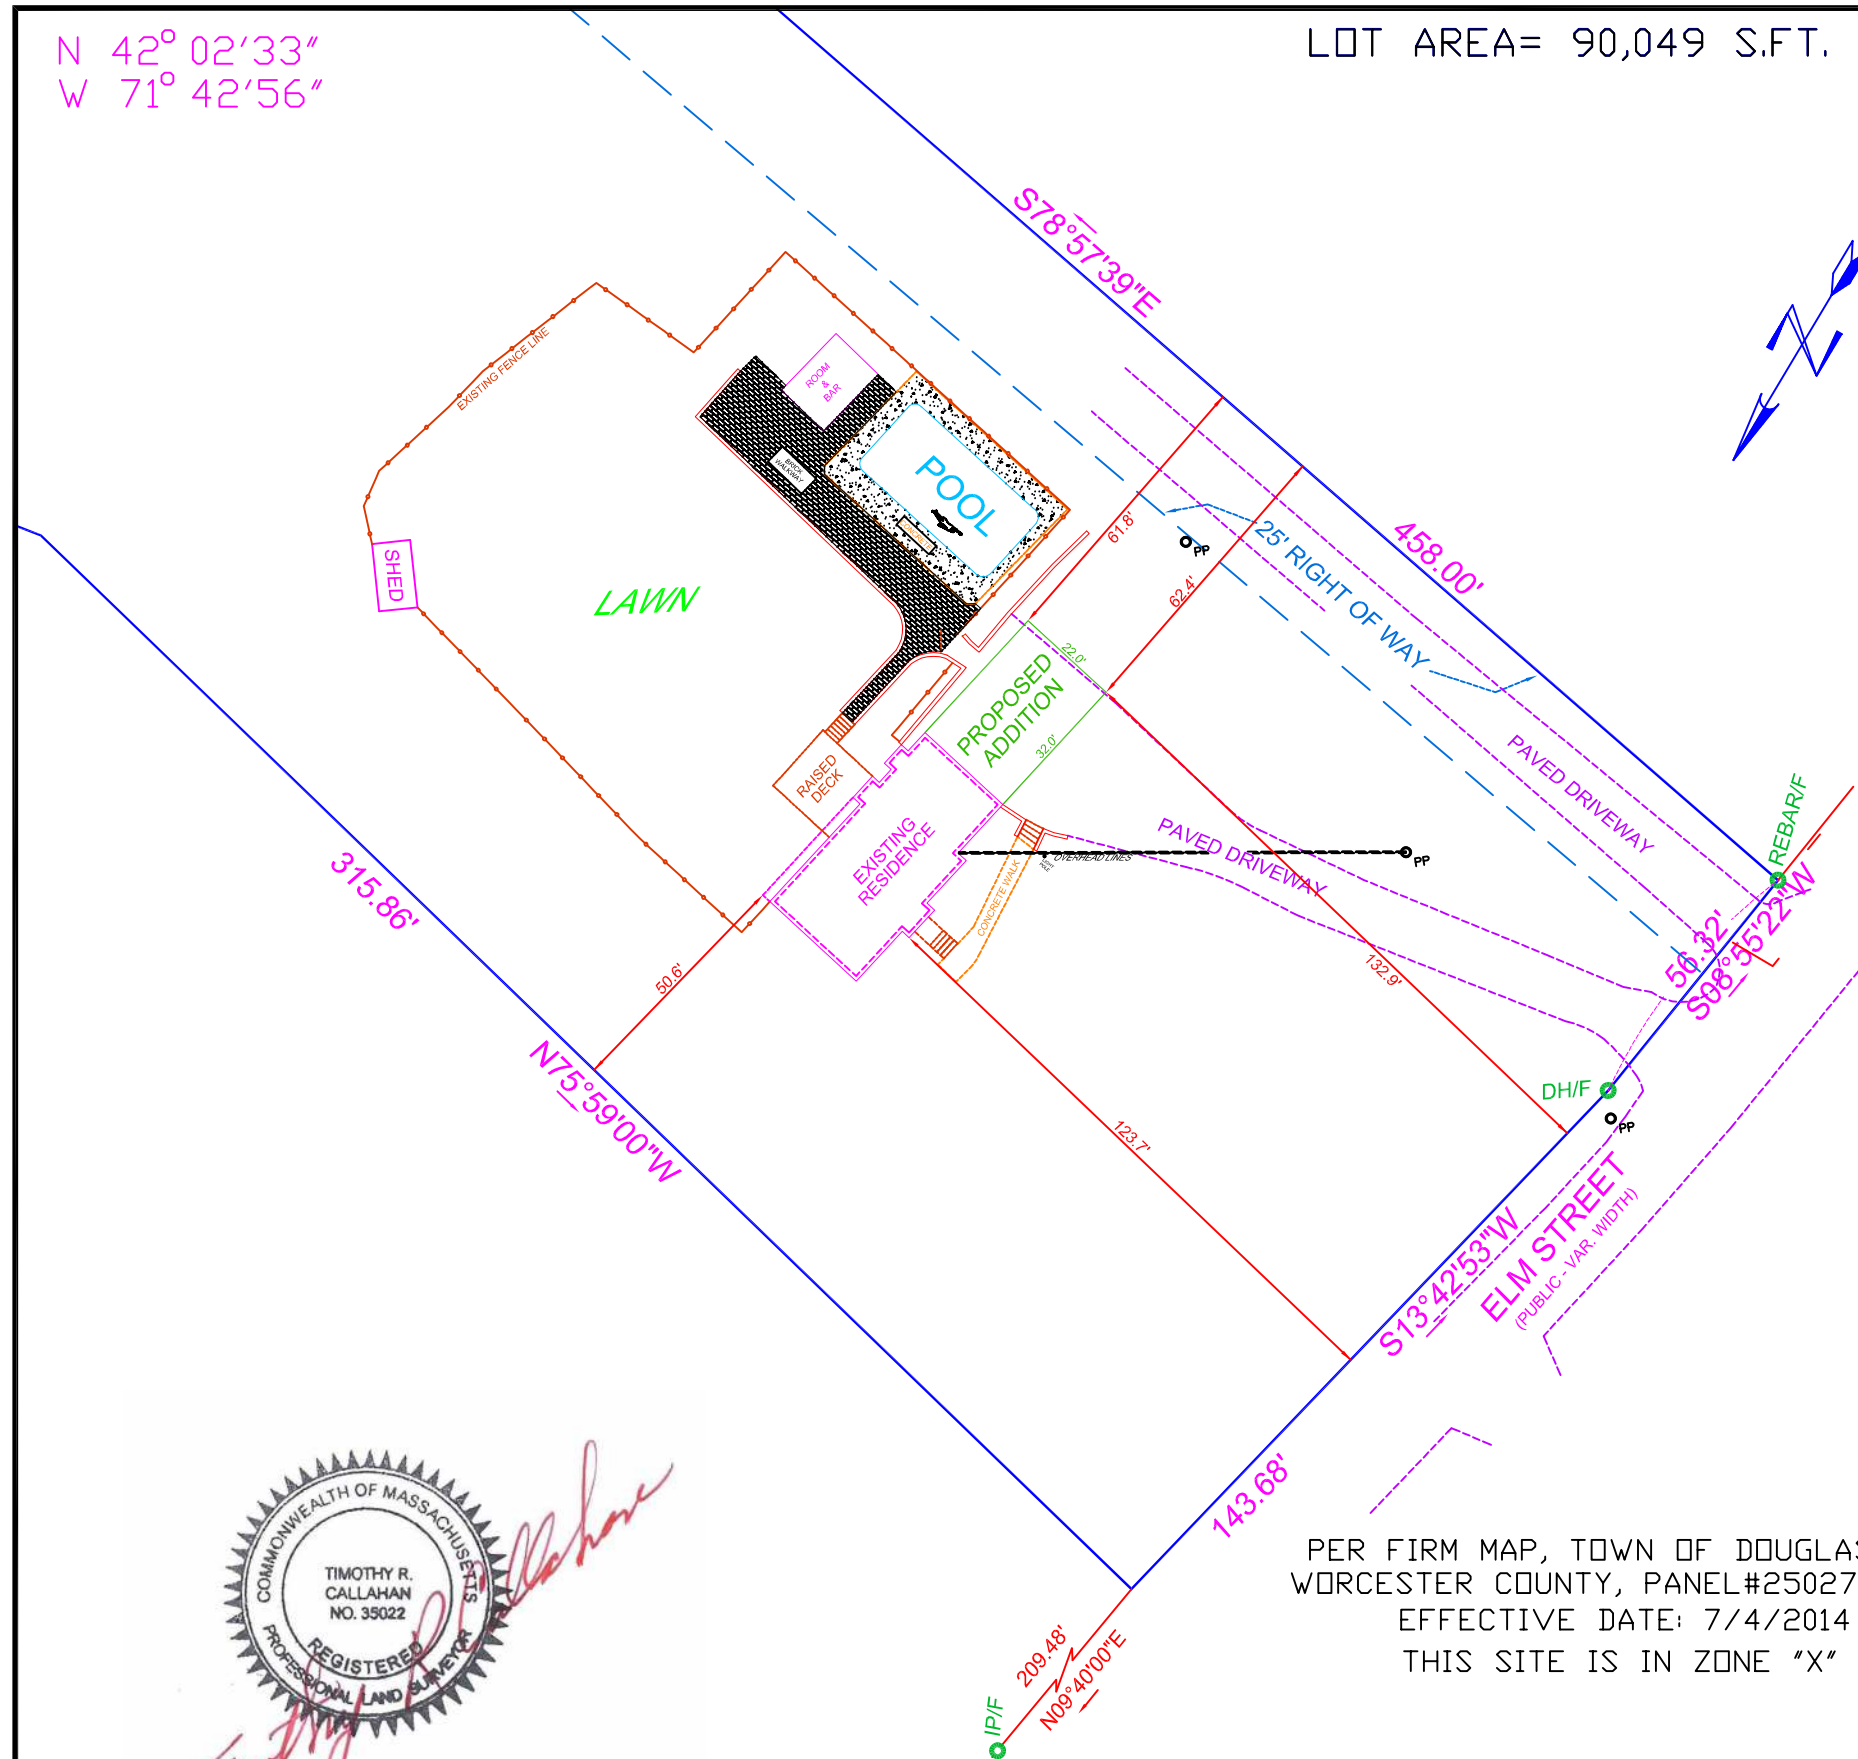 N 42° 02'33"
W 71° 42'56"
LOT AREA= 90,049 S.FT.
S78°57'39"E
458.00'
25' RIGHT OF WAY
EXISTING FENCE LINE
ROOM
&
BAR
BRICK
WALKWAY
POOL
CONCRETE
SHED
LAWN
61.8'
62.4'
PP
22.0'
PROPOSED
ADDITION
32.0'
RAISED
DECK
EXISTING
RESIDENCE
CONCRETE WALK
OVERHEAD LINES
PAVED DRIVEWAY
PP
PAVED DRIVEWAY
REBAR/F
56.32'
S08°55'22"W
315.86'
N75°59'00"W
50.6'
132.9'
123.7'
DH/F
PP
S13°42'53"W
ELM STREET
(PUBLIC - VAR. WIDTH)
143.68'
209.48'
N09°40'00"E
IP/F
PER FIRM MAP, TOWN OF DOUGLAS
WORCESTER COUNTY, PANEL#25027
EFFECTIVE DATE: 7/4/2014
THIS SITE IS IN ZONE "X"
COMMONWEALTH OF MASSACHUSETTS
TIMOTHY R.
CALLAHAN
NO. 35022
REGISTERED
PROFESSIONAL LAND SURVEYOR
Timothy R. Callahan